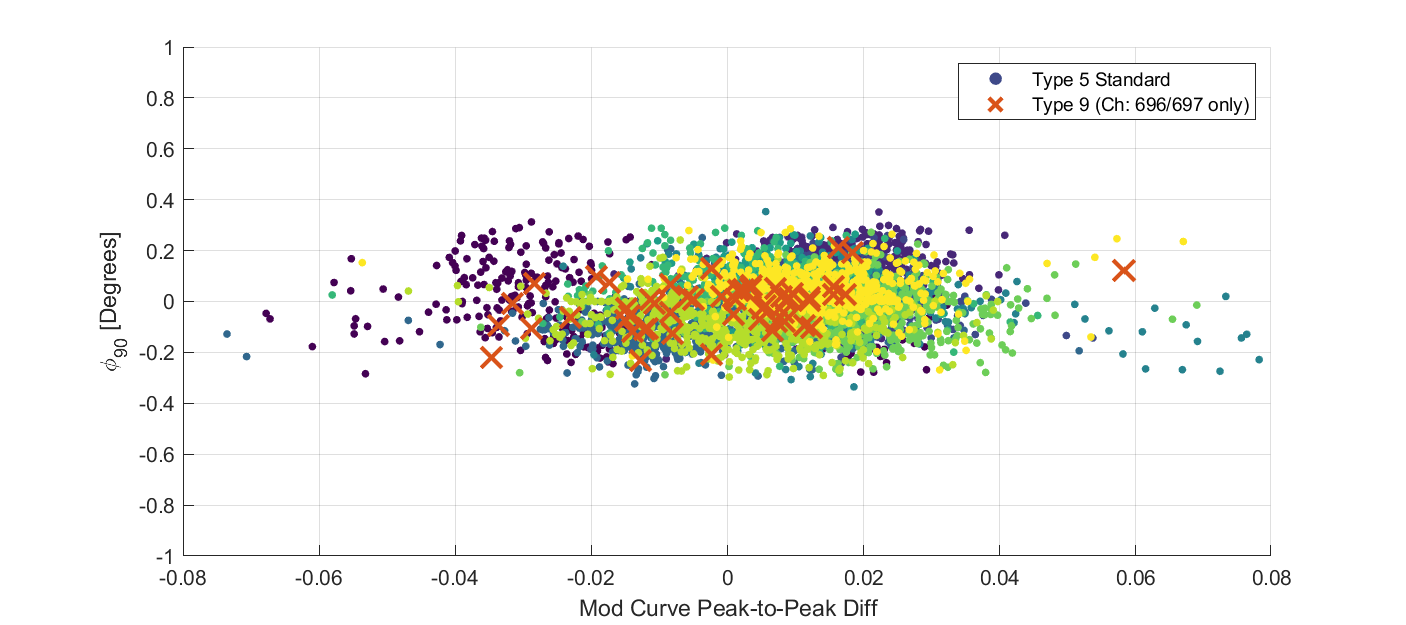 1
0.8
0.6
0.4
0.2
0
-0.2
-0.4
-0.6
-0.8
-1
ϕ90 [Degrees]
-0.08 -0.06 -0.04 -0.02 0 0.02 0.04 0.06 0.08
Mod Curve Peak-to-Peak Diff
Type 5 Standard
Type 9 (Ch: 696/697 only)